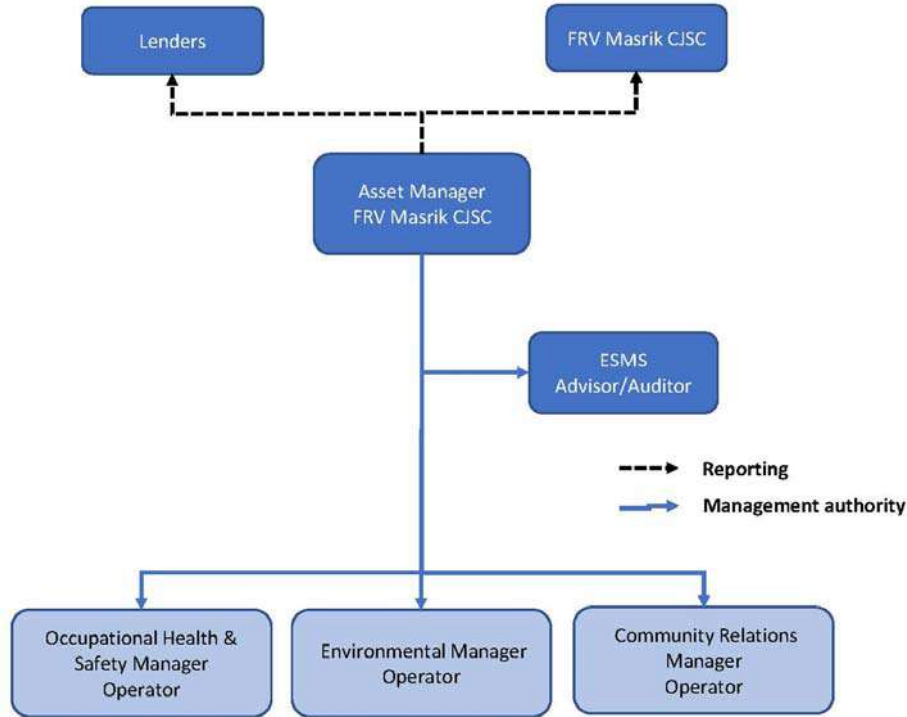 Lenders
FRV Masrik CJSC
Asset Manager
FRV Masrik CJSC
ESMS
Advisor/Auditor
Reporting
Management authority
Occupational Health &
Safety Manager
Operator
Environmental Manager
Operator
Community Relations
Manager
Operator